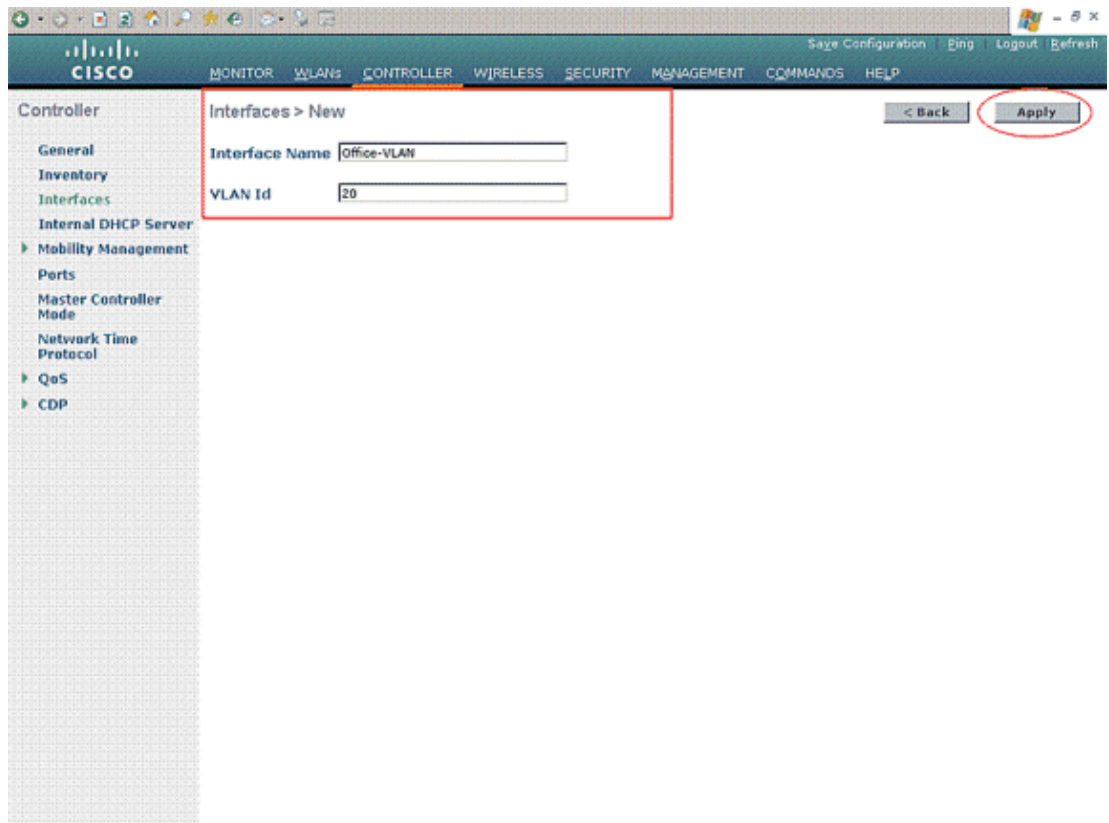 Save Configuration Ping Logout Refresh
CISCO
MONITOR WLANs CONTROLLER WIRELESS SECURITY MANAGEMENT COMMANDS HELP
Controller
General
Inventory
Interfaces
Internal DHCP Server
Mobility Management
Ports
Master Controller
Mode
Network Time
Protocol
QoS
CDP
Interfaces > New
< Back Apply
Interface Name Office-VLAN
VLAN Id 20